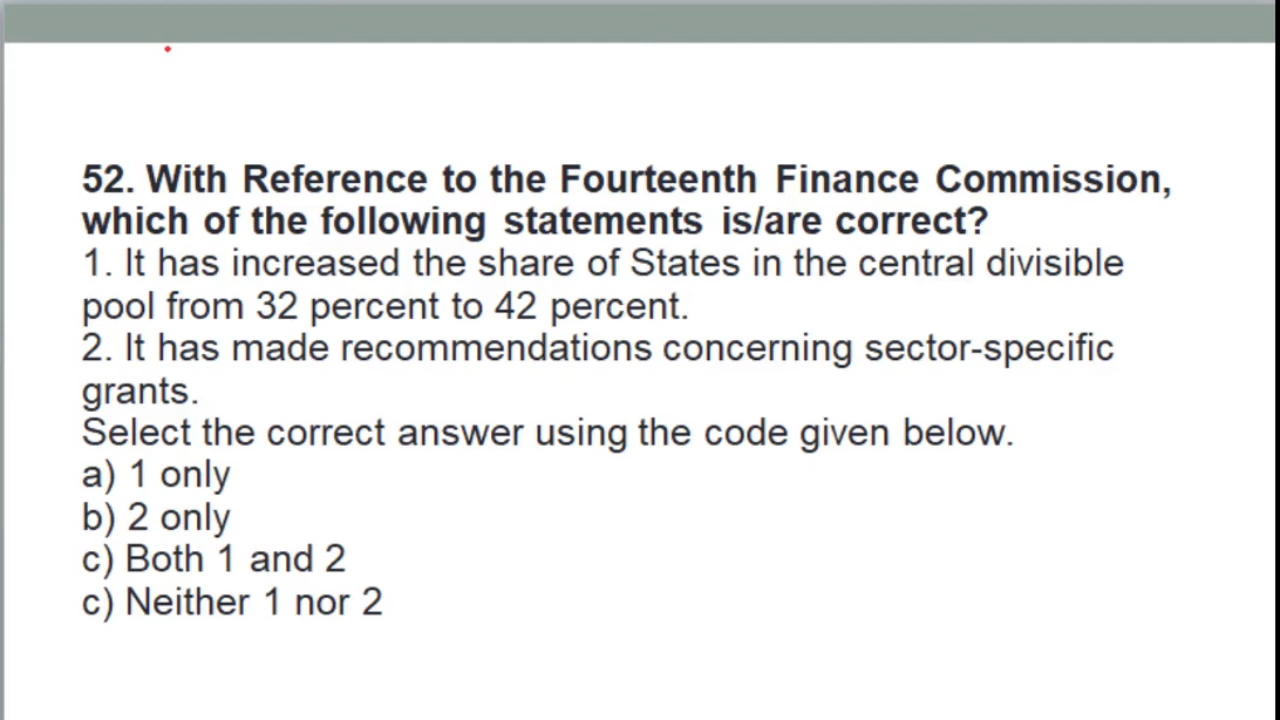 52. With Reference to the Fourteenth Finance Commission,
which of the following statements is/are correct?
1. It has increased the share of States in the central divisible
pool from 32 percent to 42 percent.
2. It has made recommendations concerning sector-specific
grants.
Select the correct answer using the code given below.
a) 1 only
b) 2 only
c) Both 1 and 2
c) Neither 1 nor 2